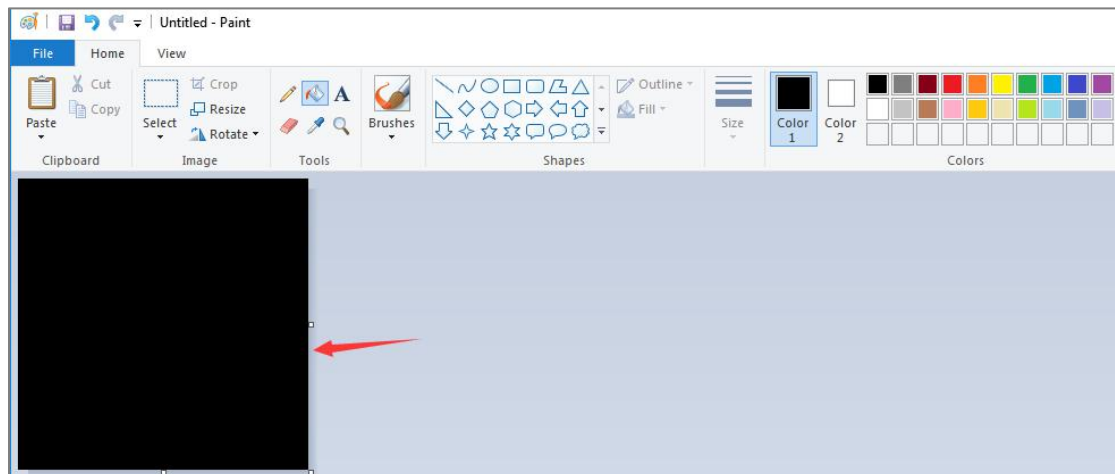 Untitled - Paint
File Home View
Cut
Copy
Paste
Clipboard
Select
Crop
Resize
Rotate
Image
A
Tools
Brushes
Outline
Fill
Shapes
Size
Color 1
Color 2
Colors